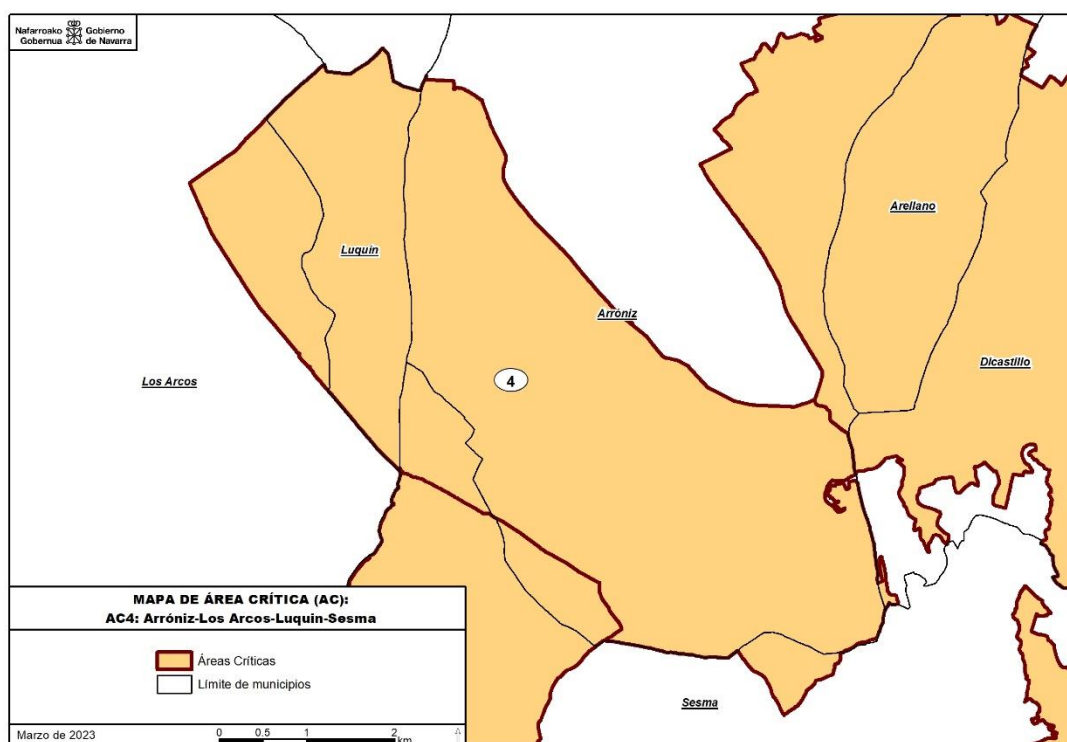 Nafarroako Gobierno
Gobernua de Navarra
Arellano
Luquín
Arróniz
Dicastillo
Los Arcos
4
MAPA DE ÁREA CRÍTICA (AC):
AC4: Arróniz-Los Arcos-Luquin-Sesma
Áreas Críticas
Límite de municipios
Sesma
Marzo de 2023
0 0.5 1 2
km